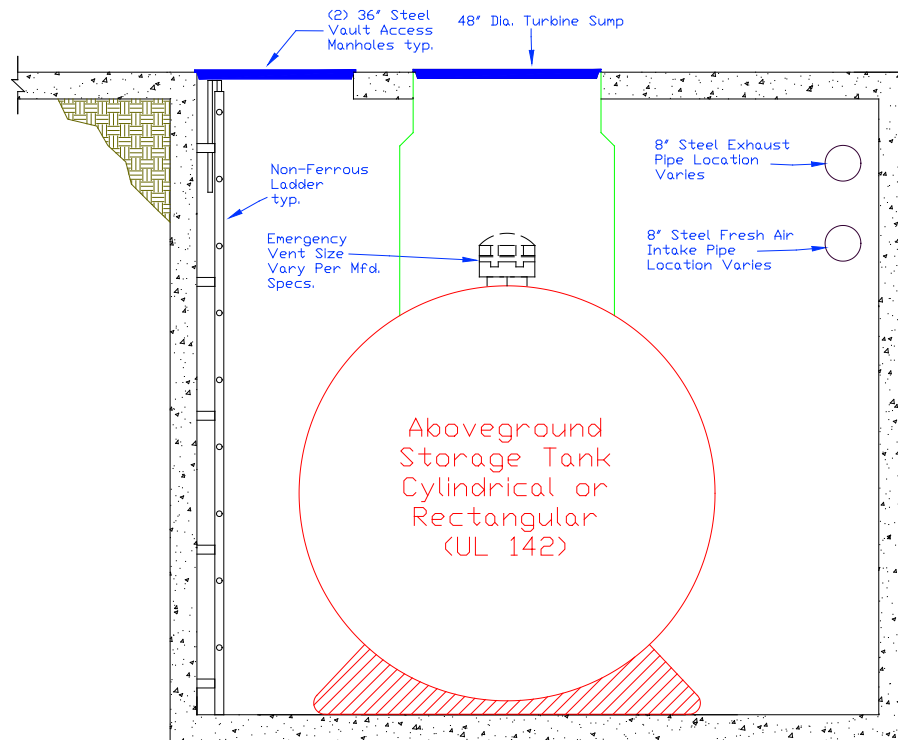 (2) 36" Steel
Vault Access
Manholes typ.
48" Dia. Turbine Sump
8" Steel Exhaust
Pipe Location
Varies
Non-Ferrous
Ladder
typ.
Emergency
Vent Size
Vary Per Mfd.
Specs.
8" Steel Fresh Air
Intake Pipe
Location Varies
Aboveground
Storage Tank
Cylindrical or
Rectangular
(UL 142)